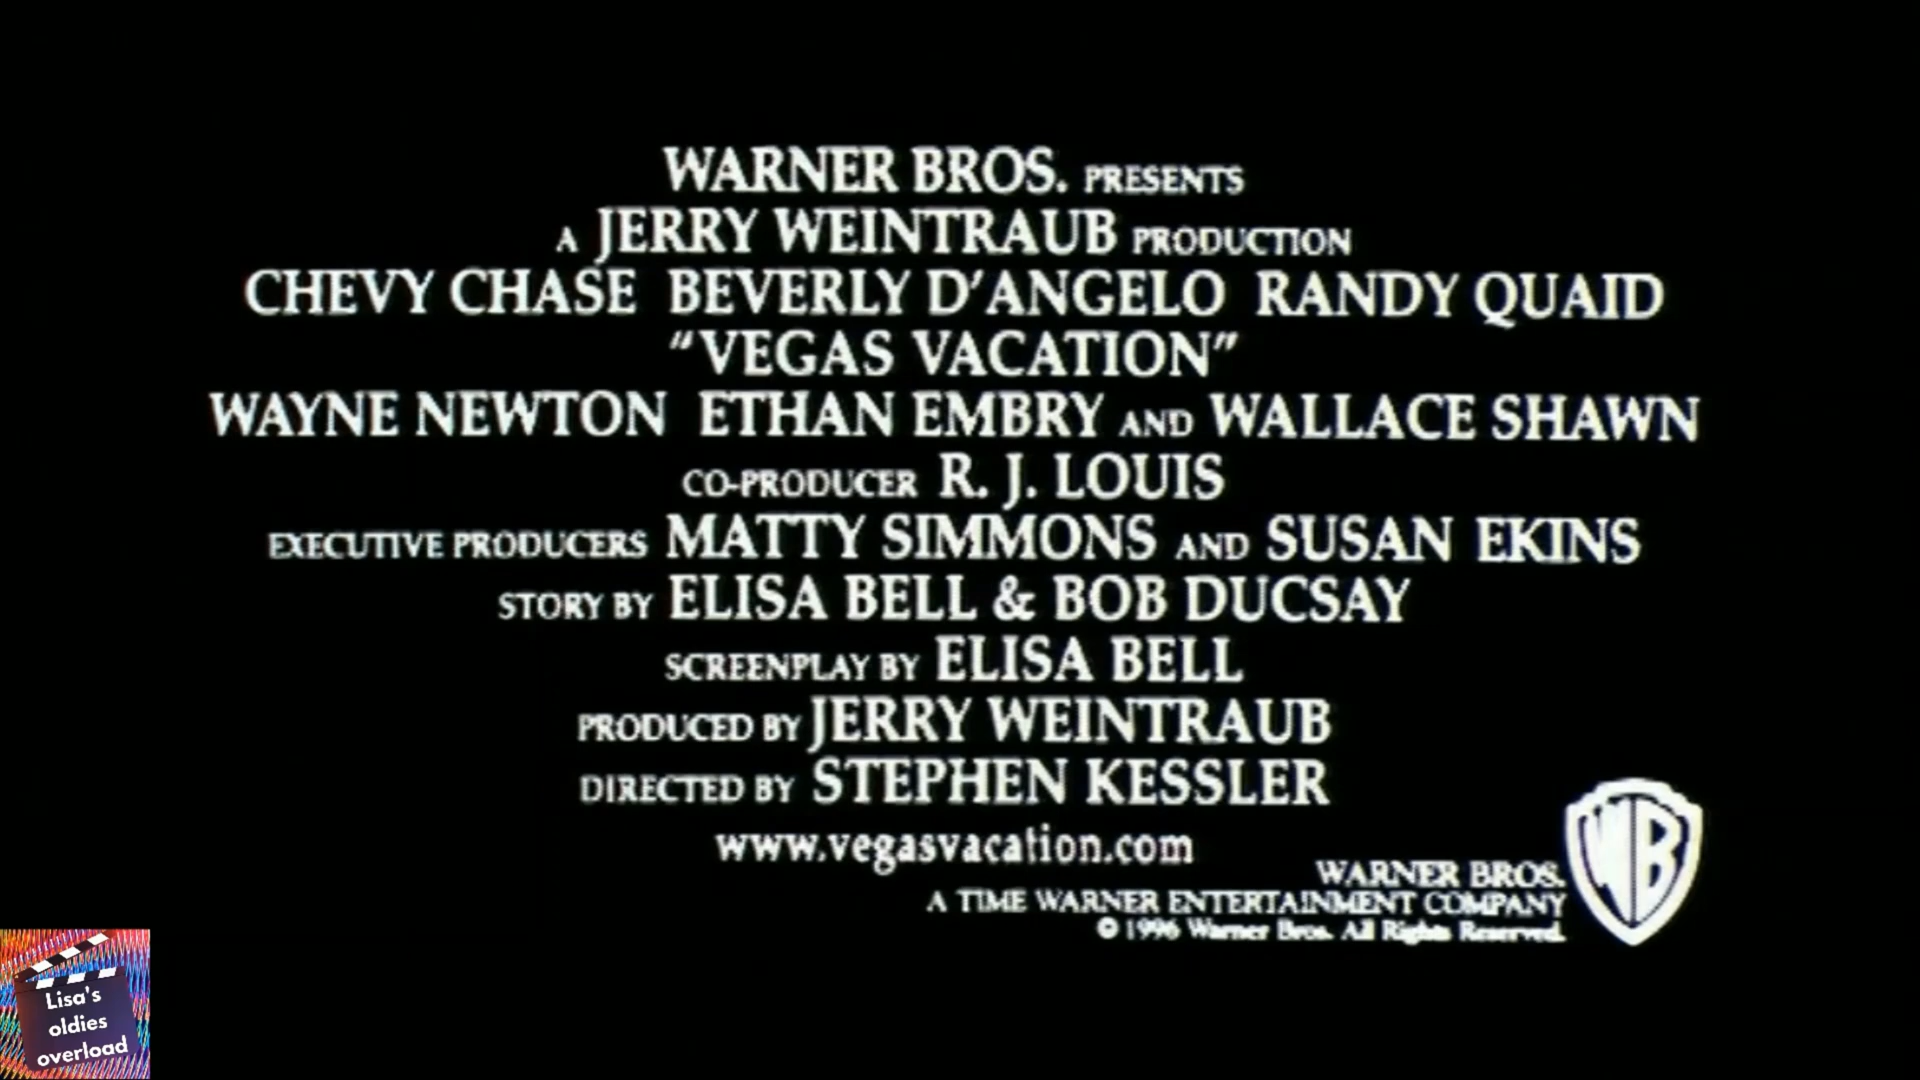 WARNER BROS. PRESENTS
A JERRY WEINTRAUB PRODUCTION
CHEVY CHASE BEVERLY D'ANGELO RANDY QUAID
"VEGAS VACATION"
WAYNE NEWTON ETHAN EMBRY AND WALLACE SHAWN
CO-PRODUCER R. J. LOUIS
EXECUTIVE PRODUCERS MATTY SIMMONS AND SUSAN EKINS
STORY BY ELISA BELL & BOB DUCSAY
SCREENPLAY BY ELISA BELL
PRODUCED BY JERRY WEINTRAUB
DIRECTED BY STEPHEN KESSLER
www.vegasvacation.com
WARNER BROS.
A TIME WARNER ENTERTAINMENT COMPANY
© 1996 Warner Bros. All Rights Reserved.
WB
Lisa's
oldies
overload